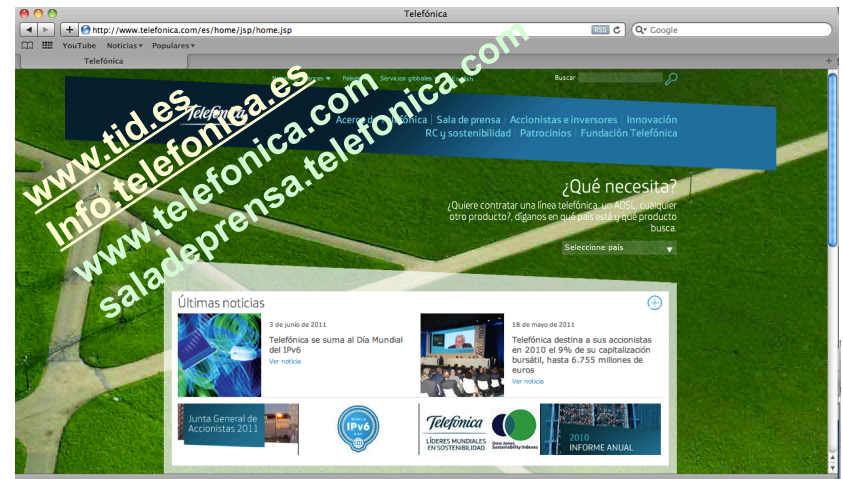 Telefónica
http://www.telefonica.com/es/home/jsp/home.jsp
RSS
Google
YouTube Noticias Populares
Telefónica
Servicios globales
Buscar
Telefónica
Acerca de Telefónica | Sala de prensa | Accionistas e inversores | Innovación
RC y sostenibilidad | Patrocinios | Fundación Telefónica
www.tid.es
Info.telefonica.es
www.telefonica.com
saladeprensa.telefonica.com
¿Qué necesita?
¿Quiere contratar una línea telefónica, un ADSL, cualquier
otro producto?, díganos en qué país está y qué producto
busca.
Seleccione país
Últimas noticias
3 de junio de 2011
Telefónica se suma al Día Mundial
del IPv6
Ver noticia
18 de mayo de 2011
Telefónica destina a sus accionistas
en 2010 el 9% de su capitalización
bursátil, hasta 6.755 millones de
euros
Ver noticia
Junta General de
Accionistas 2011
IPv6
Telefónica
LÍDERES MUNDIALES
EN SOSTENIBILIDAD
Dow Jones
Sustainability Indexes
2010
INFORME ANUAL